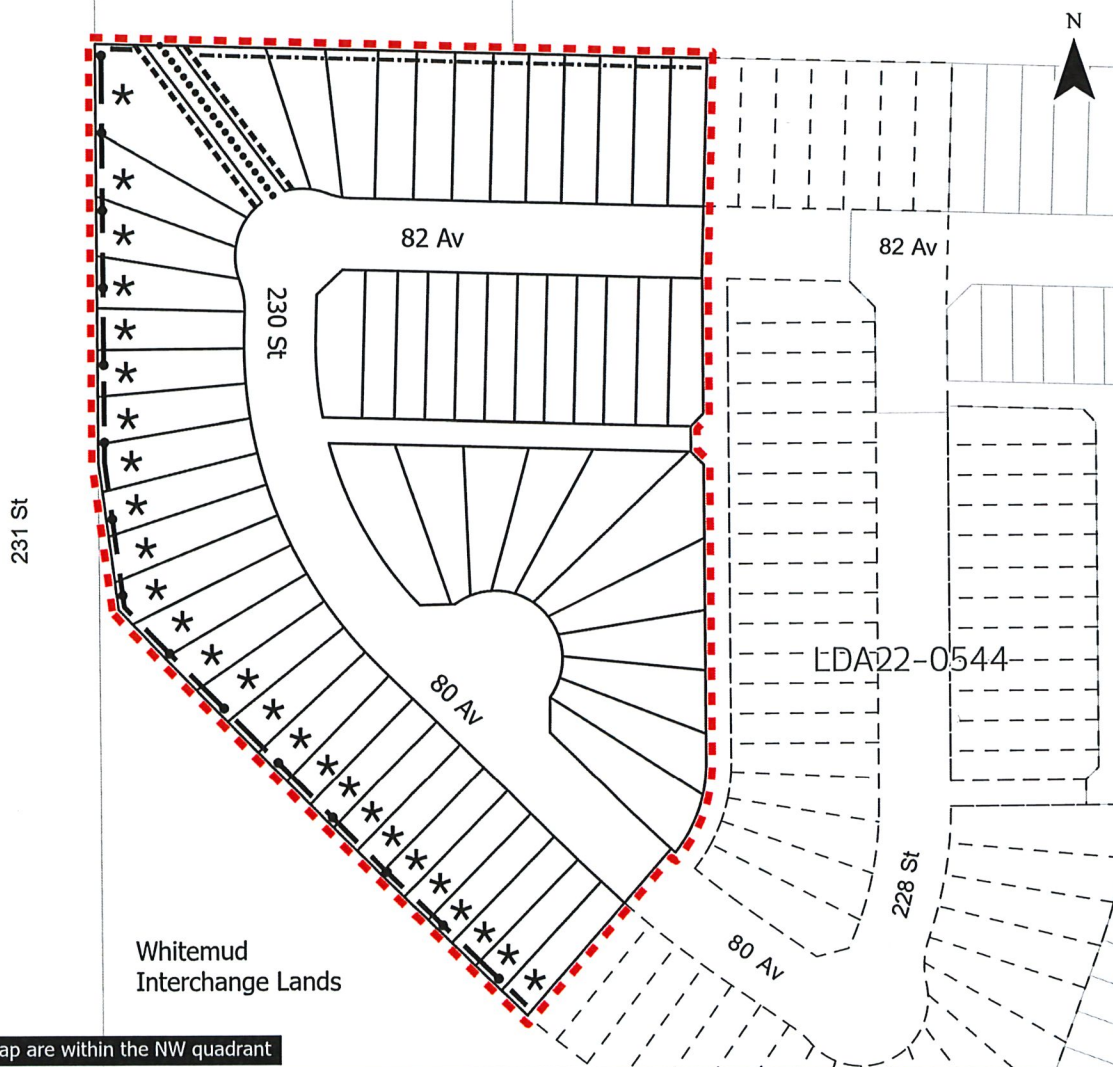 N
82 Av
82 Av
230 St
231 St
LDA22-0544
80 Av
228 St
80 Av
Whitemud
Interchange Lands
ap are within the NW quadrant